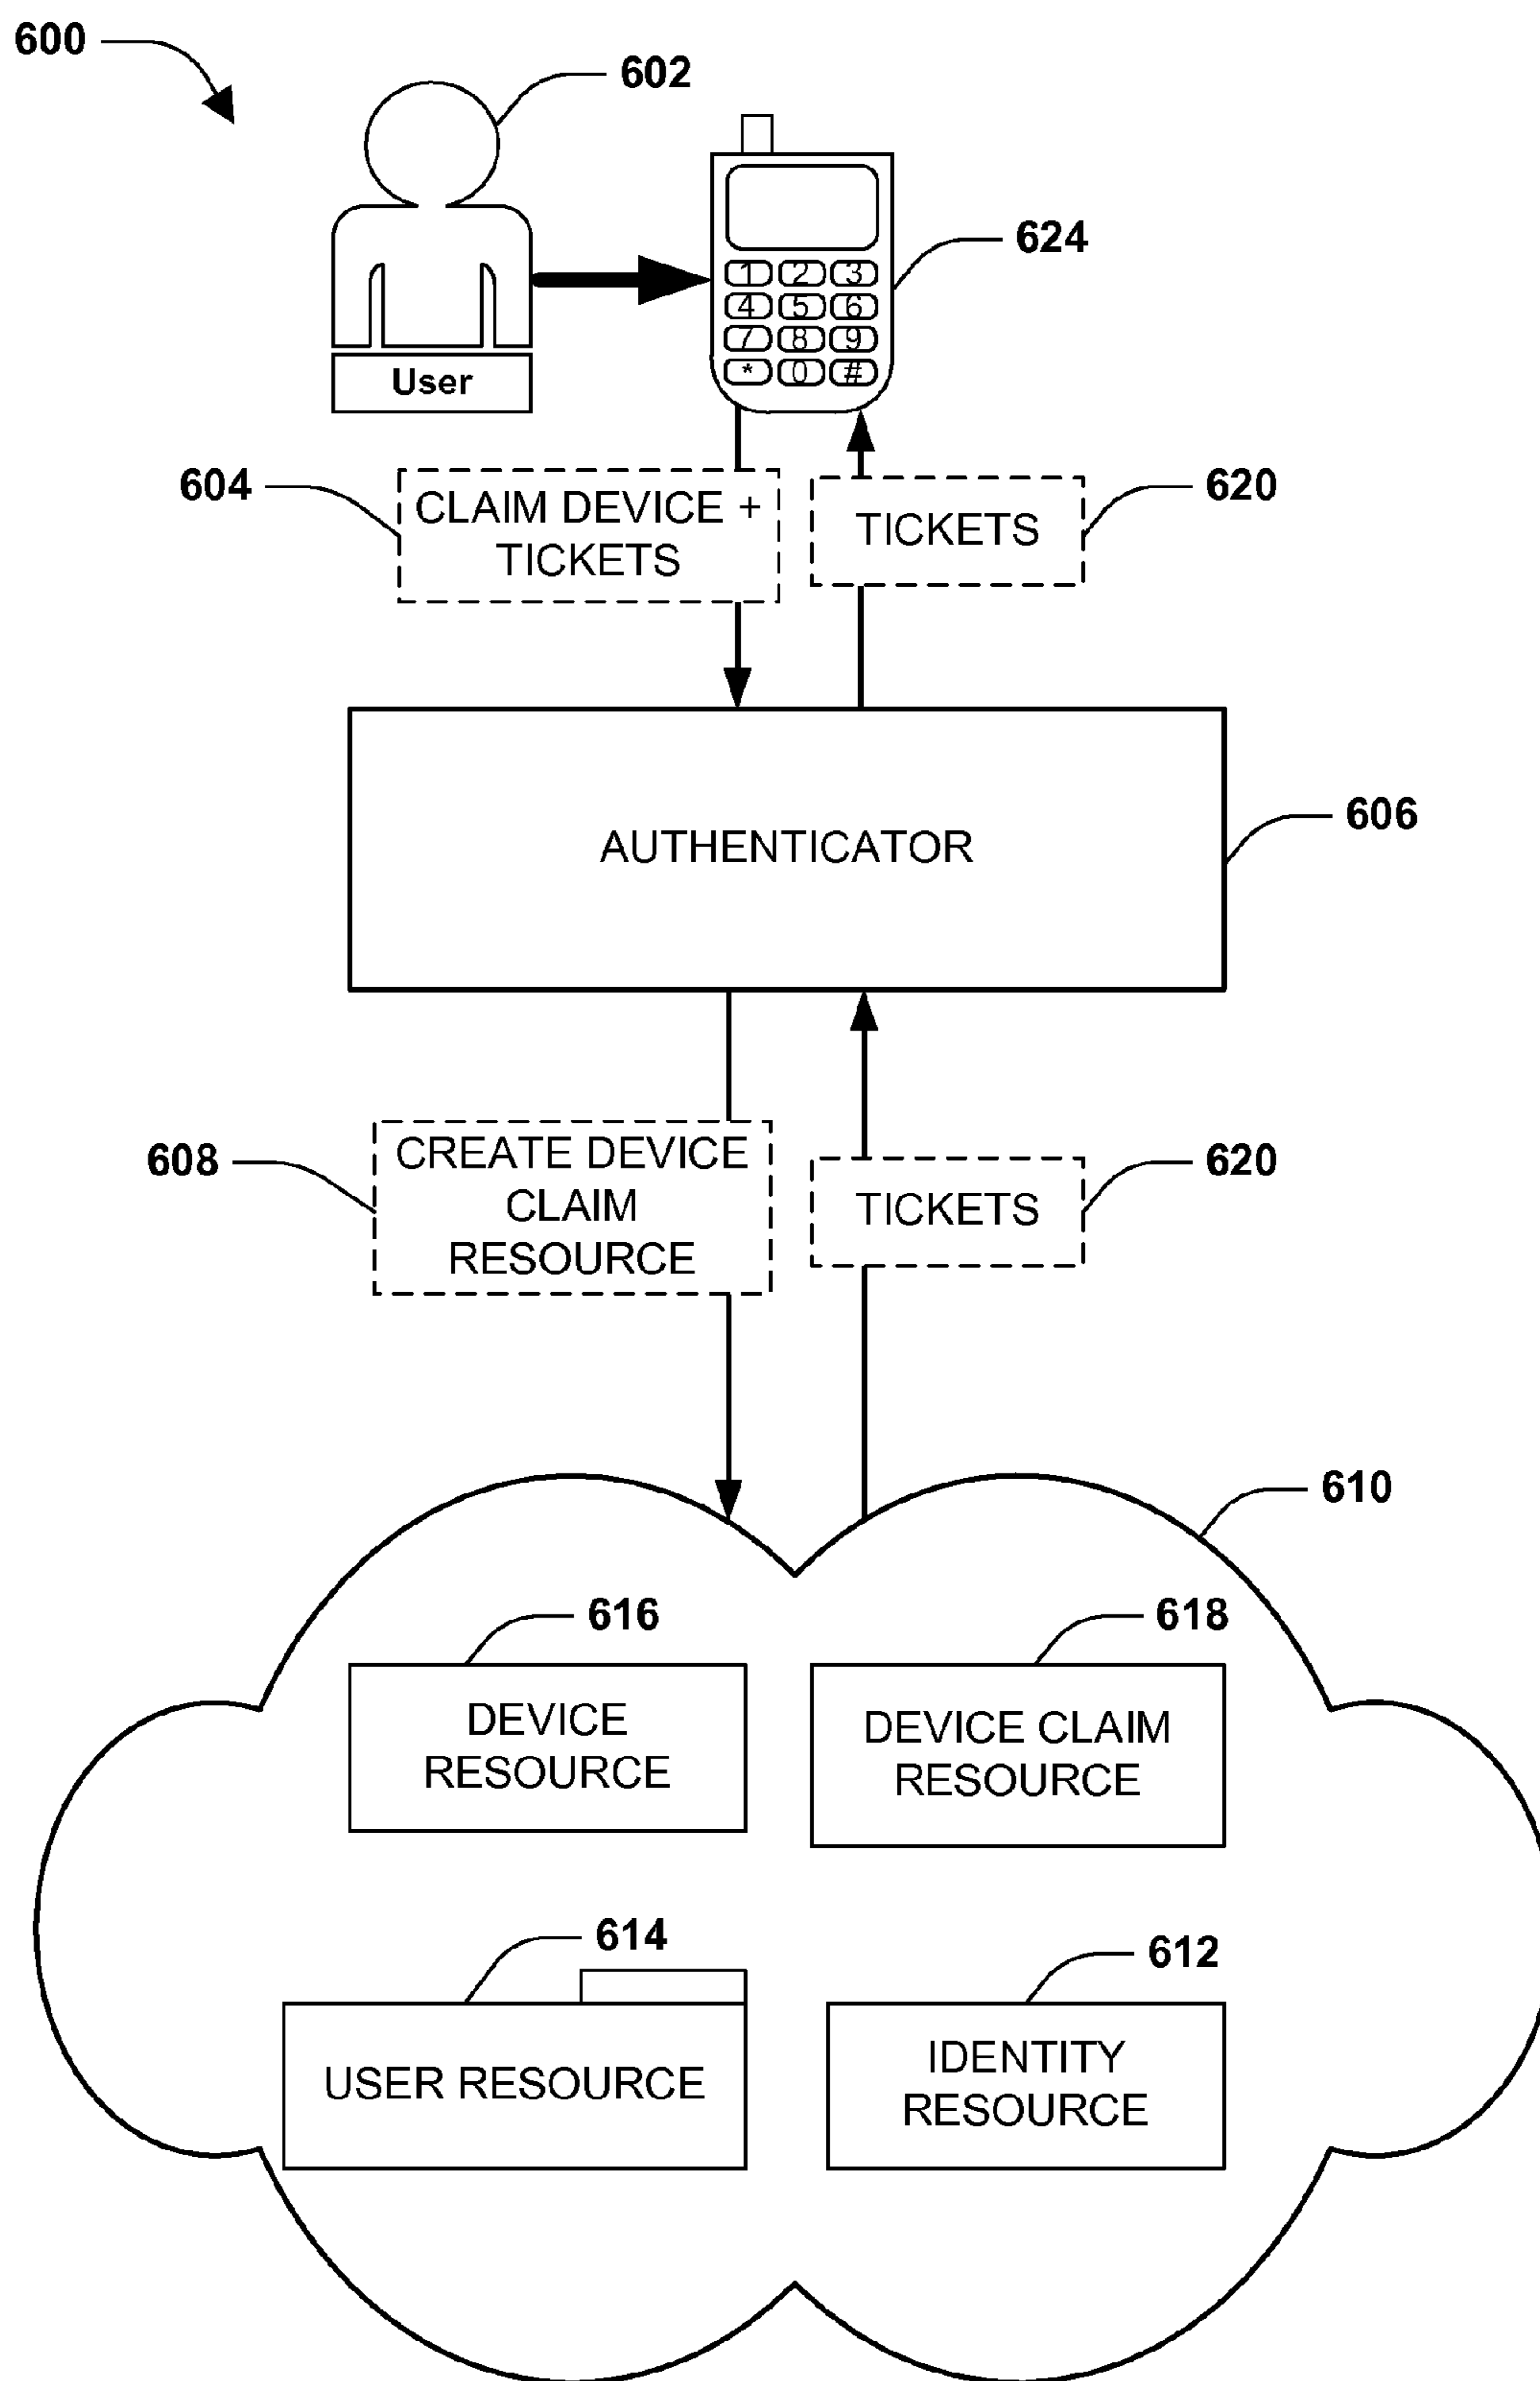 600
602
624
1 2 3
4 5 6
7 8 9
* 0 #
User
604
CLAIM DEVICE +
TICKETS
TICKETS
620
AUTHENTICATOR
606
608
CREATE DEVICE
CLAIM
RESOURCE
TICKETS
620
610
616
DEVICE
RESOURCE
618
DEVICE CLAIM
RESOURCE
614
USER RESOURCE
612
IDENTITY
RESOURCE